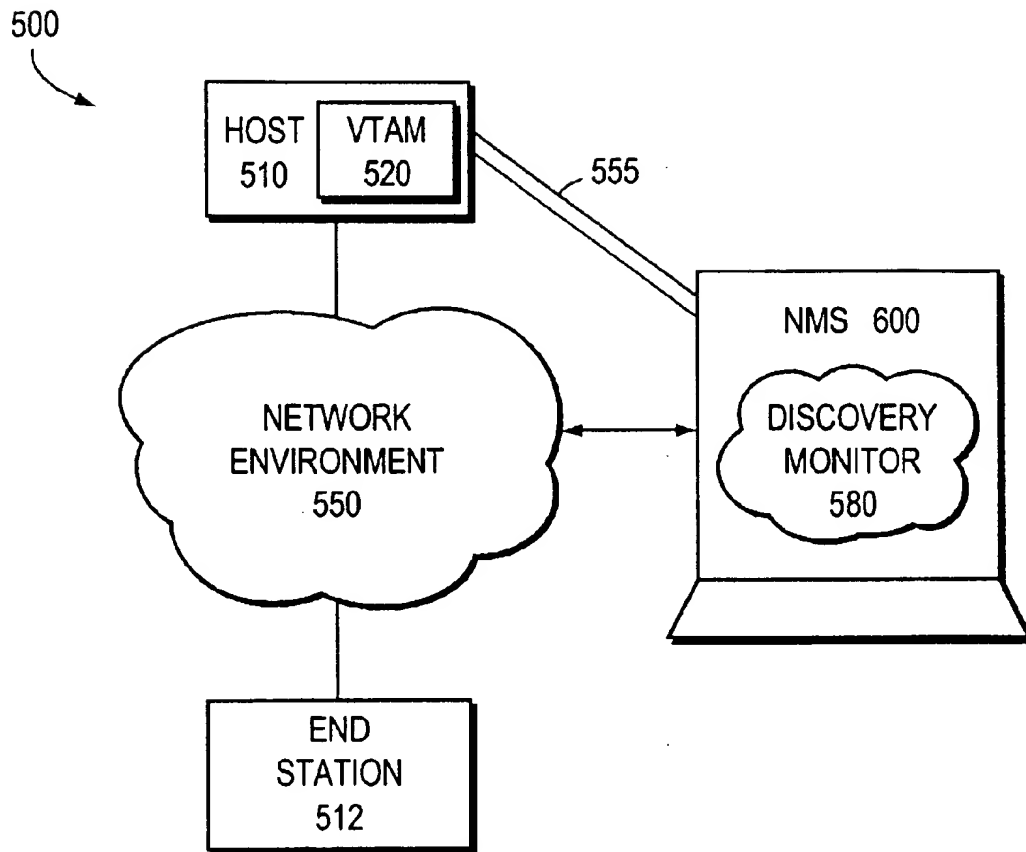 500
HOST
510
VTAM
520
555
NMS 600
DISCOVERY
MONITOR
580
NETWORK
ENVIRONMENT
550
END
STATION
512